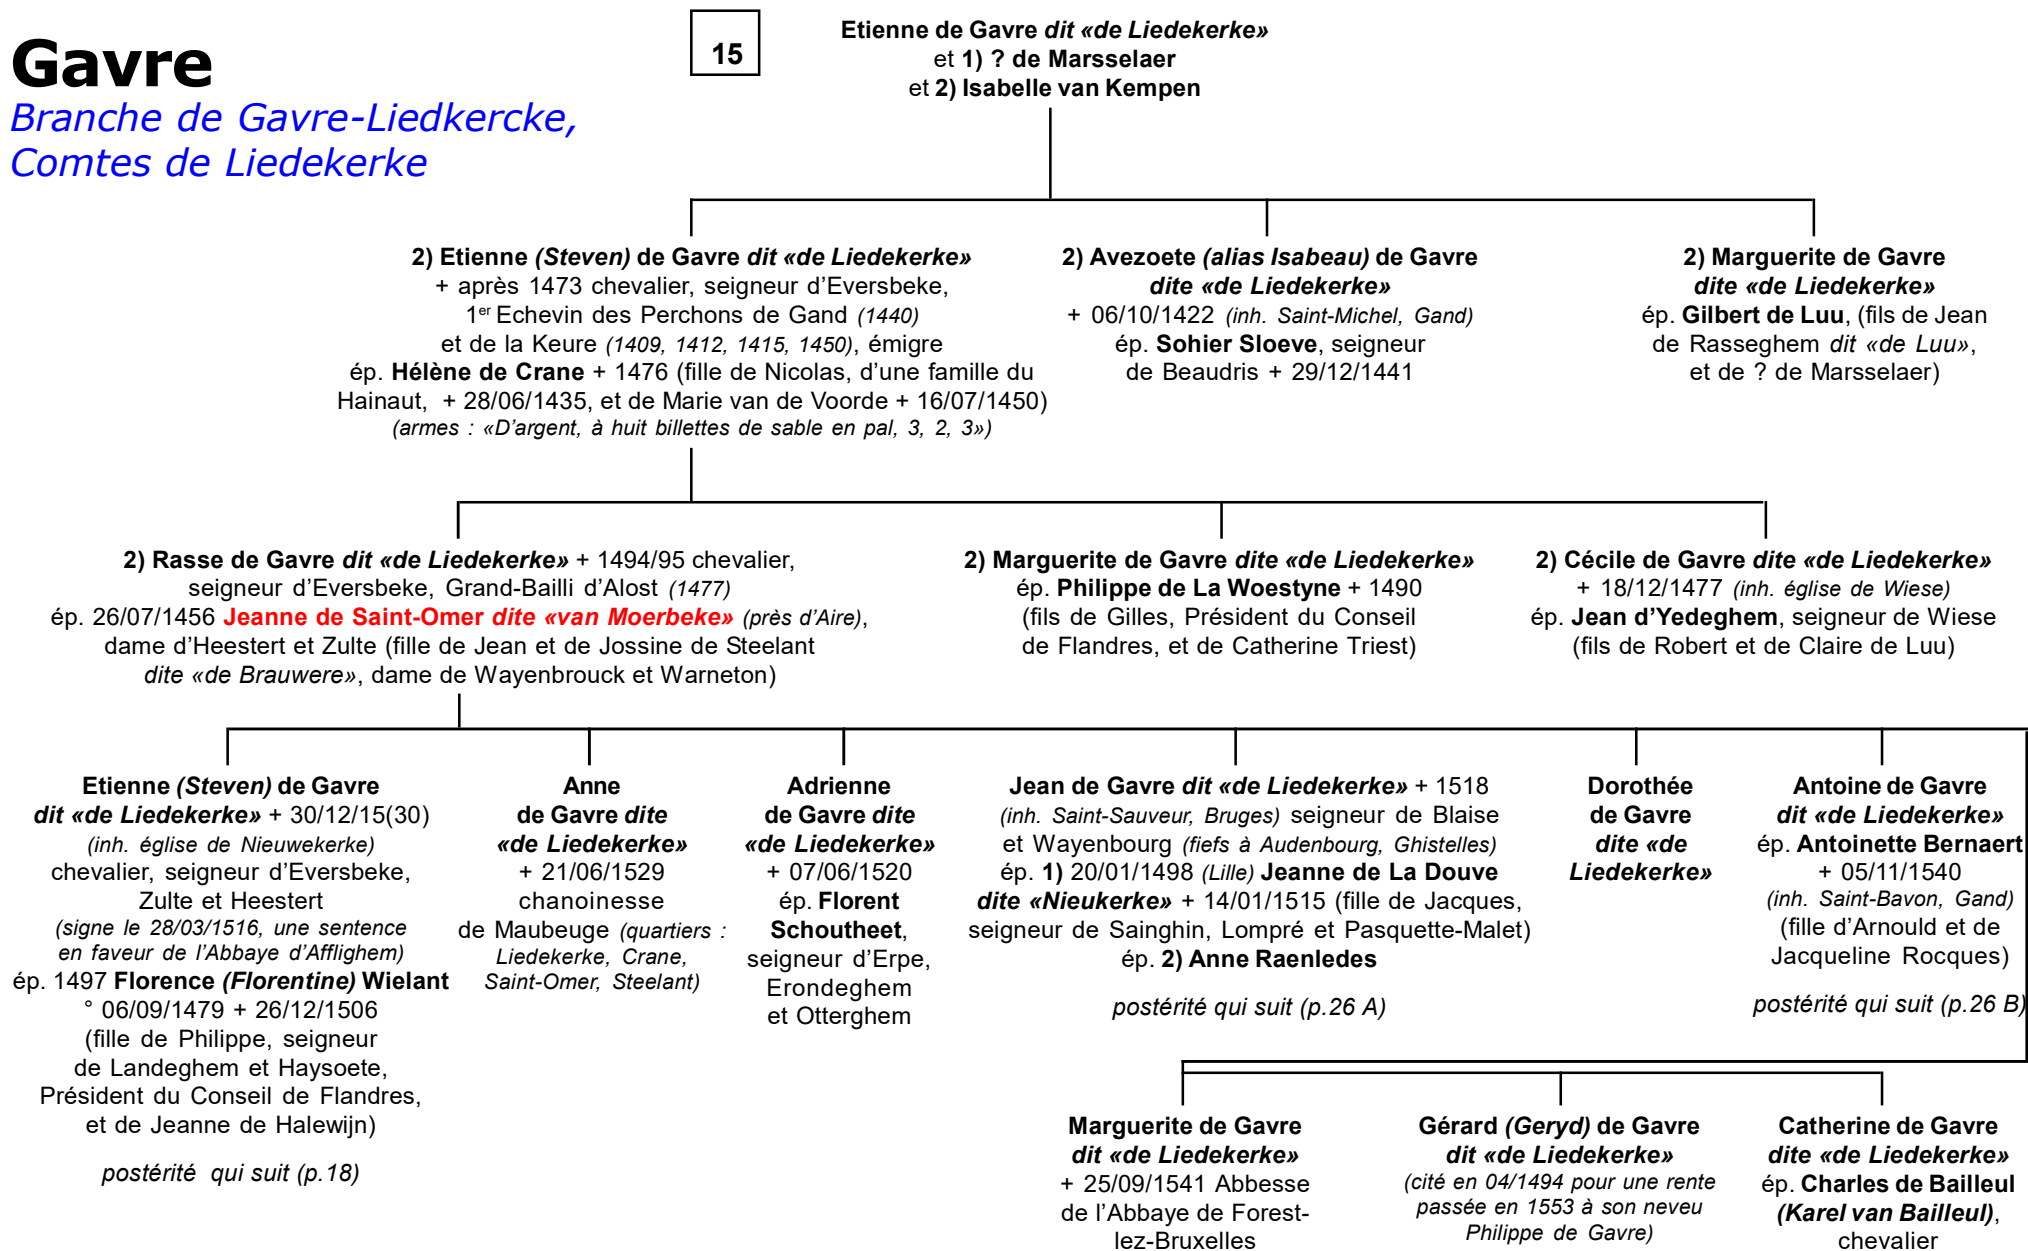 Gavre
Branche de Gavre-Liedkercke,
Comtes de Liedekerke
15
Etienne de Gavre dit «de Liedekerke»
et 1) ? de Marsselaer
et 2) Isabelle van Kempen
2) Etienne (Steven) de Gavre dit «de Liedekerke»
+ après 1473 chevalier, seigneur d'Eversbeke,
1er Echevin des Perchons de Gand (1440)
et de la Keure (1409, 1412, 1415, 1450), émigre
ép. Hélène de Crane + 1476 (fille de Nicolas, d'une famille du
Hainaut, + 28/06/1435, et de Marie van de Voorde + 16/07/1450)
(armes : «D'argent, à huit billettes de sable en pal, 3, 2, 3»)
2) Avezoete (alias Isabeau) de Gavre
dite «de Liedekerke»
+ 06/10/1422 (inh. Saint-Michel, Gand)
ép. Sohier Sloeve, seigneur
de Beaudris + 29/12/1441
2) Marguerite de Gavre
dite «de Liedekerke»
ép. Gilbert de Luu, (fils de Jean
de Rasseghem dit «de Luu»,
et de ? de Marsselaer)
2) Rasse de Gavre dit «de Liedekerke» + 1494/95 chevalier,
seigneur d'Eversbeke, Grand-Bailli d'Alost (1477)
ép. 26/07/1456 Jeanne de Saint-Omer dite «van Moerbeke» (près d'Aire),
dame d'Heestert et Zulte (fille de Jean et de Jossine de Steelant
dite «de Brauwere», dame de Wayenbrouck et Warneton)
2) Marguerite de Gavre dite «de Liedekerke»
ép. Philippe de La Woestyne + 1490
(fils de Gilles, Président du Conseil
de Flandres, et de Catherine Triest)
2) Cécile de Gavre dite «de Liedekerke»
+ 18/12/1477 (inh. église de Wiese)
ép. Jean d'Yedeghem, seigneur de Wiese
(fils de Robert et de Claire de Luu)
Etienne (Steven) de Gavre
dit «de Liedekerke» + 30/12/15(30)
(inh. église de Nieuwekerke)
chevalier, seigneur d'Eversbeke,
Zulte et Heestert
(signe le 28/03/1516, une sentence
en faveur de l'Abbaye d'Afflighem)
ép. 1497 Florence (Florentine) Wielant
° 06/09/1479 + 26/12/1506
(fille de Philippe, seigneur
de Landeghem et Haysoete,
Président du Conseil de Flandres,
et de Jeanne de Halewijn)
postérité qui suit (p.18)
Anne
de Gavre dite
«de Liedekerke»
+ 21/06/1529
chanoinesse
de Maubeuge (quartiers :
Liedekerke, Crane,
Saint-Omer, Steelant)
Adrienne
de Gavre dite
«de Liedekerke»
+ 07/06/1520
ép. Florent
Schoutheet,
seigneur d'Erpe,
Erondeghem
et Otterghem
Jean de Gavre dit «de Liedekerke» + 1518
(inh. Saint-Sauveur, Bruges) seigneur de Blaise
et Wayenbourg (fiefs à Audenbourg, Ghistelles)
ép. 1) 20/01/1498 (Lille) Jeanne de La Douve
dite «Nieukerke» + 14/01/1515 (fille de Jacques,
seigneur de Sainghin, Lompré et Pasquette-Malet)
ép. 2) Anne Raenledes
postérité qui suit (p.26 A)
Dorothée
de Gavre
dite «de
Liedekerke»
Antoine de Gavre
dit «de Liedekerke»
ép. Antoinette Bernaert
+ 05/11/1540
(inh. Saint-Bavon, Gand)
(fille d'Arnould et de
Jacqueline Rocques)
postérité qui suit (p.26 B)
Marguerite de Gavre
dit «de Liedekerke»
+ 25/09/1541 Abbesse
de l'Abbaye de Forest-
lez-Bruxelles
Gérard (Geryd) de Gavre
dit «de Liedekerke»
(cité en 04/1494 pour une rente
passée en 1553 à son neveu
Philippe de Gavre)
Catherine de Gavre
dite «de Liedekerke»
ép. Charles de Bailleul
(Karel van Bailleul),
chevalier